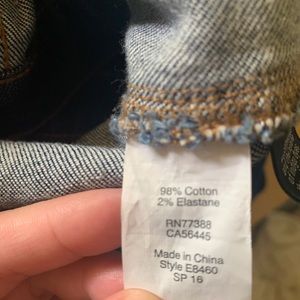 98% Cotton
2% Elastane
RN77388
CA56445
Made in China
Style E8460
SP 16